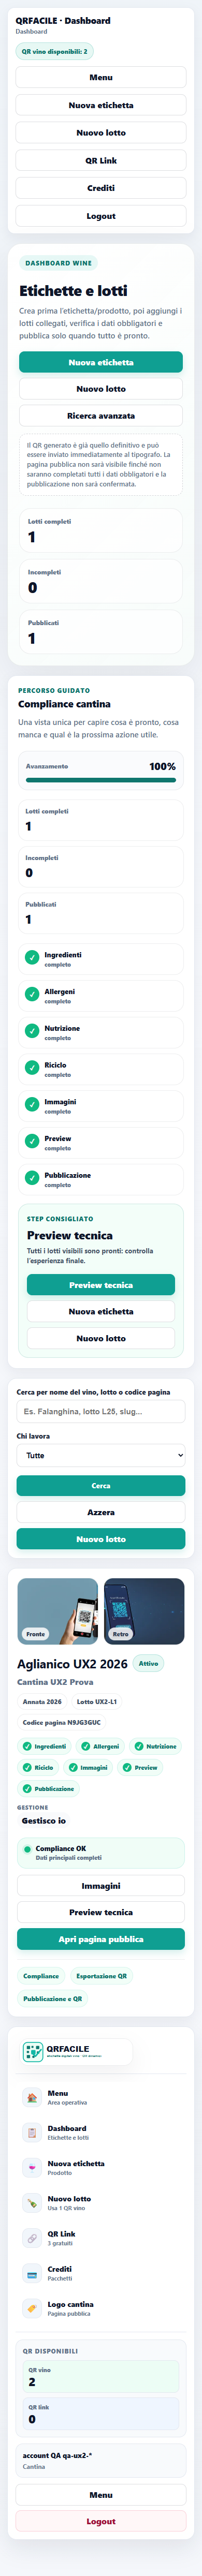 QRFACILE · Dashboard
Dashboard
QR vino disponibili: 2
Menu
Nuova etichetta
Nuovo lotto
QR Link
Crediti
Logout
DASHBOARD WINE
Etichette e lotti
Crea prima l'etichetta/prodotto, poi aggiungi i
lotti collegati, verifica i dati obbligatori e
pubblica solo quando tutto è pronto.
Nuova etichetta
Nuovo lotto
Ricerca avanzata
Il QR generato è già quello definitivo e può
essere inviato immediatamente al tipografo. La
pagina pubblica non sarà visibile finché non
saranno completati tutti i dati obbligatori e la
pubblicazione non sarà confermata.
Lotti completi
1
Incompleti
0
Pubblicati
1
PERCORSO GUIDATO
Compliance cantina
Una vista unica per capire cosa è pronto, cosa
manca e qual è la prossima azione utile.
Avanzamento 100%
Lotti completi
1
Incompleti
0
Pubblicati
1
Ingredienti
completo
Allergeni
completo
Nutrizione
completo
Riciclo
completo
Immagini
completo
Preview
completo
Pubblicazione
completo
STEP CONSIGLIATO
Preview tecnica
Tutti i lotti visibili sono pronti: controlla
l'esperienza finale.
Preview tecnica
Nuova etichetta
Nuovo lotto
Cerca per nome del vino, lotto o codice pagina
Es. Falanghina, lotto L25, slug...
Chi lavora
Tutte
Cerca
Azzera
Nuovo lotto
Fronte Retro
Aglianico UX2 2026 Attivo
Cantina UX2 Prova
Annata 2026 Lotto UX2-L1
Codice pagina N9JG3GUC
Ingredienti Allergeni Nutrizione
Riciclo Immagini Preview
Pubblicazione
GESTIONE
Gestisco io
Compliance OK
Dati principali completi
Immagini
Preview tecnica
Apri pagina pubblica
Compliance Esportazione QR
Pubblicazione e QR
QRFACILE
Menu
Area operativa
Dashboard
Etichette e lotti
Nuova etichetta
Prodotto
Nuovo lotto
Usa 1 QR vino
QR Link
3 gratuiti
Crediti
Pacchetti
Logo cantina
Pagina pubblica
QR DISPONIBILI
QR vino
2
QR link
0
account QA qa-ux2-*
Cantina
Menu
Logout